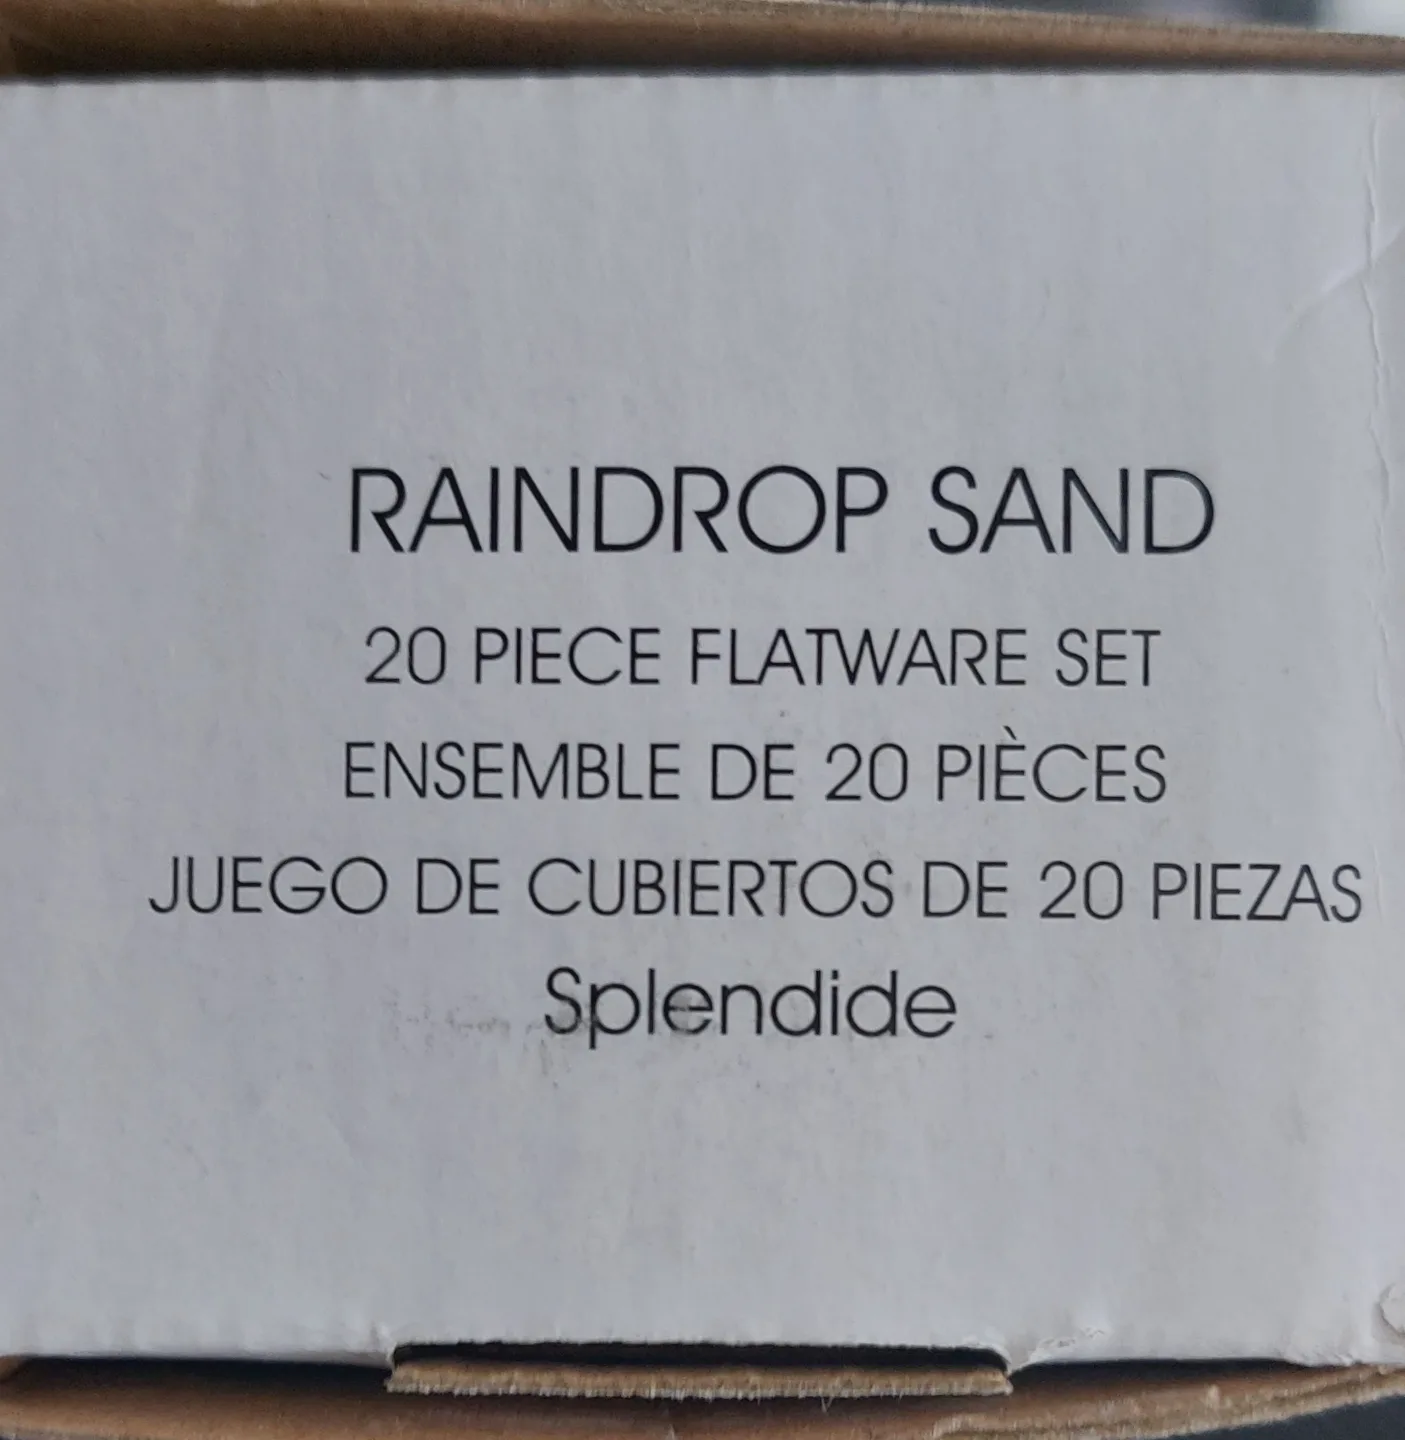 RAINDROP SAND
20 PIECE FLATWARE SET
ENSEMBLE DE 20 PIÈCES
JUEGO DE CUBIERTOS DE 20 PIEZAS
Splendide